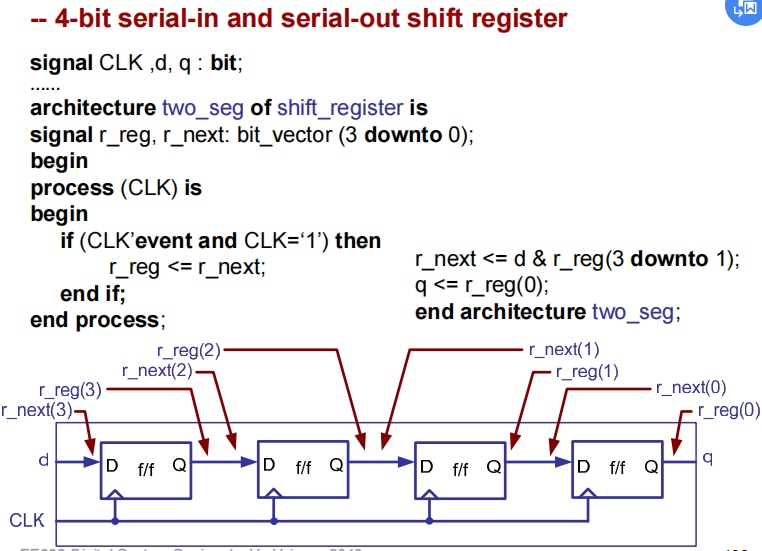 -- 4-bit serial-in and serial-out shift register
signal CLK ,d, q : bit;
......
architecture two_seg of shift_register is
signal r_reg, r_next: bit_vector (3 downto 0);
begin
process (CLK) is
begin
if (CLK’event and CLK=‘1’) then
r_reg <= r_next;
end if;
end process;
r_next <= d & r_reg(3 downto 1);
q <= r_reg(0);
end architecture two_seg;
r_reg(2)
r_next(1)
r_next(2)
r_reg(1)
r_reg(3)
r_next(0)
r_next(3)
r_reg(0)
d
D f/f Q
D f/f Q
D f/f Q
D f/f Q
q
CLK